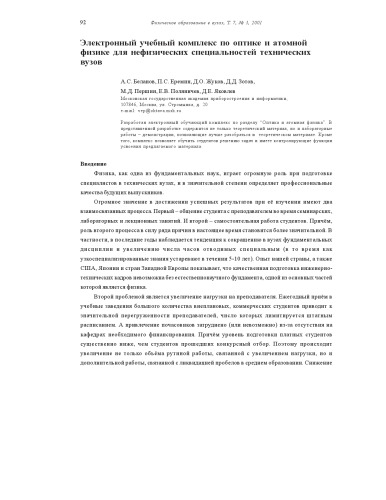 92
Физическое образование в вузах, Т. 7, № 3, 2001
Электронный учебный комплекс по оптике и атомной
физике для нефизических специальностей технических
вузов
А.С. Беланов, П.С. Еремин, Д.О. Жуков, Д.Д. Зотов,
М.Д. Першин, Е.В. Поляничев, Д.Е. Яковлев
Московская государственная академия приборостроения и информатики,
107846, Москва, ул. Стромынка, д. 20
Разработан электронный обучающий комплекс по разделу "Оптика и атомная физика". В
предложенной разработке содержится не только теоретический материал, но и лабораторные
работы – демонстрации, позволяющие лучше разобраться в теоретическом материале. Кроме
того, комплекс позволяет обучить студентов решению задач и имеет контролирующие функции
усвоения предлагаемого материала.
Введение
Физика, как одна из фундаментальных наук, играет огромную роль при подготовке
специалистов в технических вузах, и в значительной степени определяет профессиональные
качества будущих выпускников.
Огромное значение в достижении успешных результатов при её изучении имеют два
взаимосвязанных процесса. Первый – общение студента с преподавателем во время семинарских,
лабораторных и лекционных занятий. И второй – самостоятельная работа студентов. Причём,
роль второго процесса в силу ряда причин в настоящее время становится более значительной. В
частности, в последние годы наблюдается тенденция к сокращению в вузах фундаментальных
дисциплин и увеличение числа часов отводимых специальным (в то время как
узкоспециализированные знания устаревают в течении 5-10 лет). Опыт нашей страны, а также
США, Японии и стран Западной Европы показывает, что качественная подготовка инженерно-
технических кадров невозможна без естественнонаучного фундамента, одной из основных частей
которой является физика.
Второй проблемой является увеличение нагрузки на преподавателя. Ежегодный приём в
учебные заведения большого количества внеплановых, коммерческих студентов приводит к
значительной перегруженности преподавателей, число которых лимитируется штатным
расписанием. А привлечение почасовиков затруднено (или невозможно) из-за отсутствия на
кафедрах необходимого финансирования. Причём уровень подготовки платных студентов
существенно ниже, чем студентов прошедших конкурсный отбор. Поэтому происходит
увеличение не только объёма рутинной работы, связанной с увеличением нагрузки, но и
дополнительной работы, связанной с ликвидацией пробелов в среднем образовании. Снижение